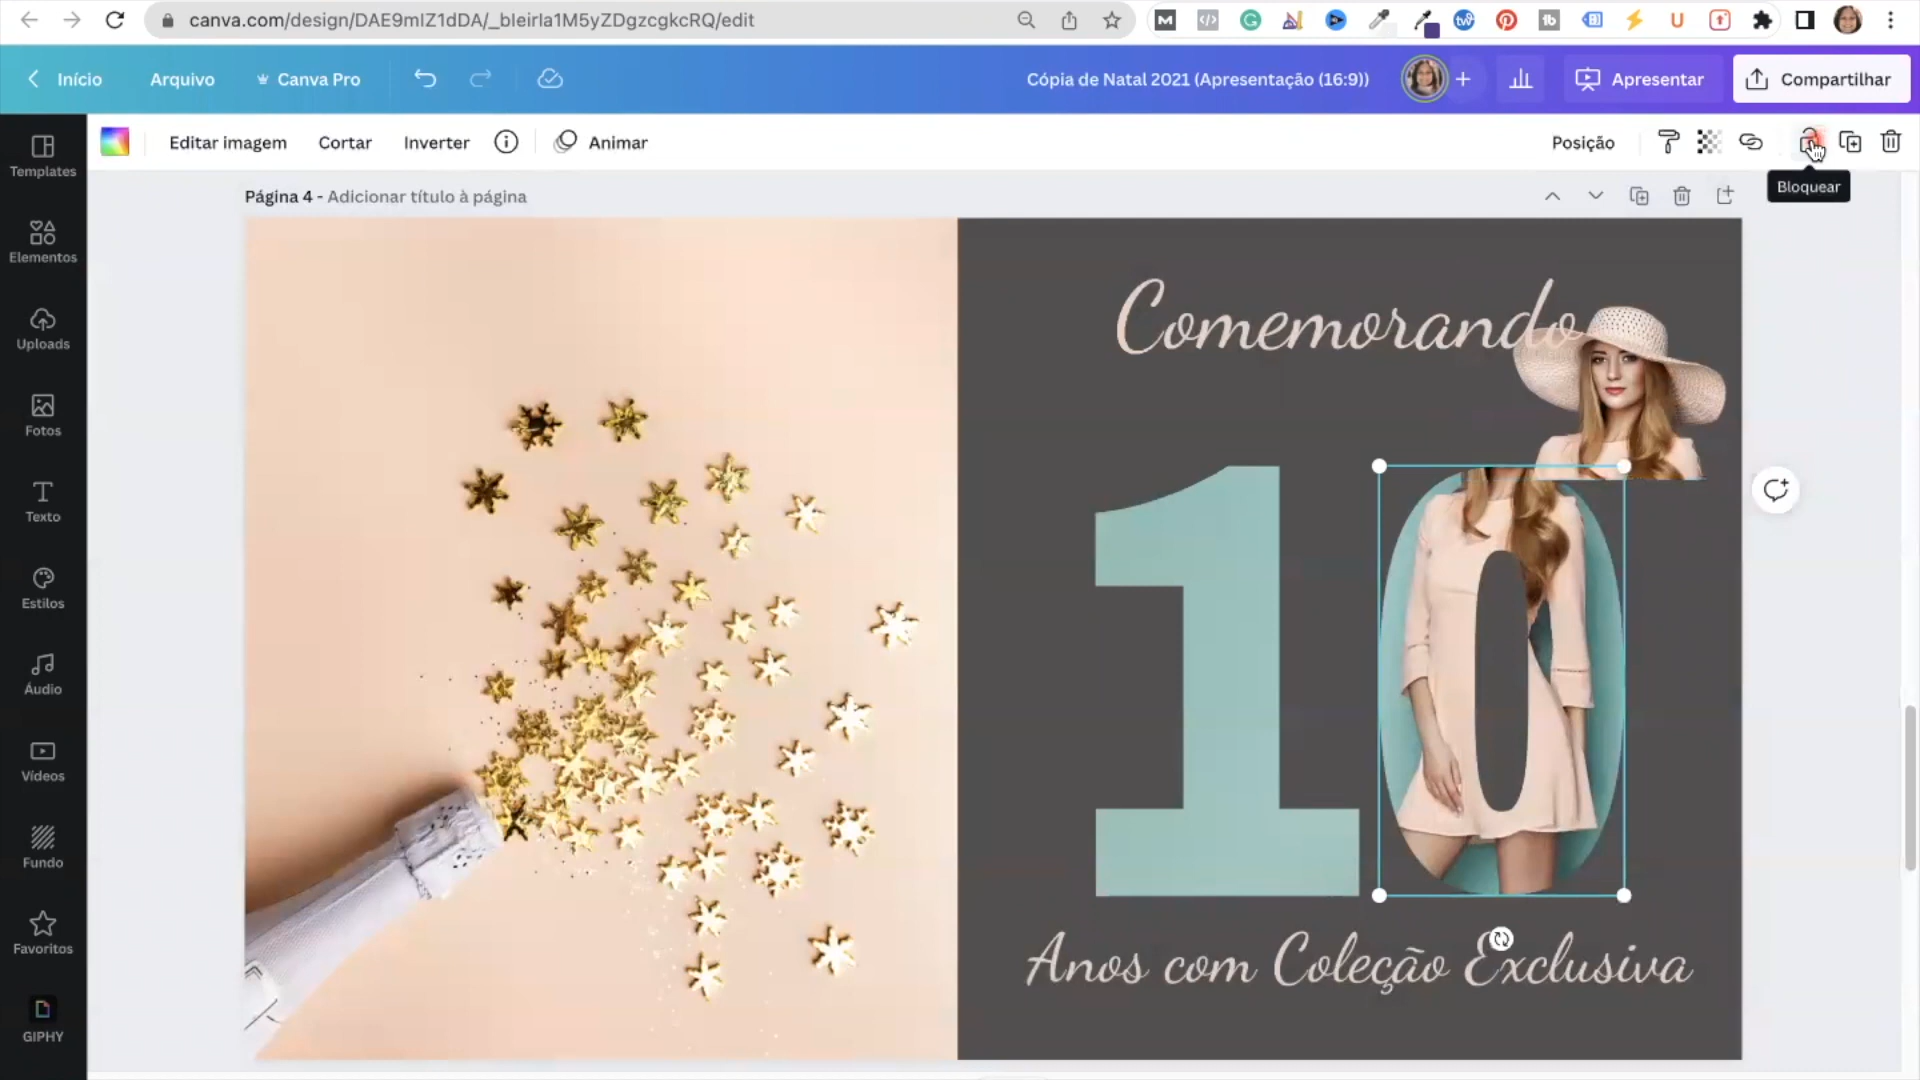 canva.com/design/DAE9mIZ1dDA/_bleirla1M5yZDgzcgkcRQ/edit
Início
Arquivo
Canva Pro
Cópia de Natal 2021 (Apresentação (16:9))
Apresentar
Compartilhar
Editar imagem
Cortar
Inverter
Animar
Posição
Bloquear
Templates
Elementos
Uploads
Fotos
Texto
Estilos
Áudio
Vídeos
Fundo
Favoritos
GIPHY
Página 4 - Adicionar título à página
Comemorando
10
Anos com Coleção Exclusiva